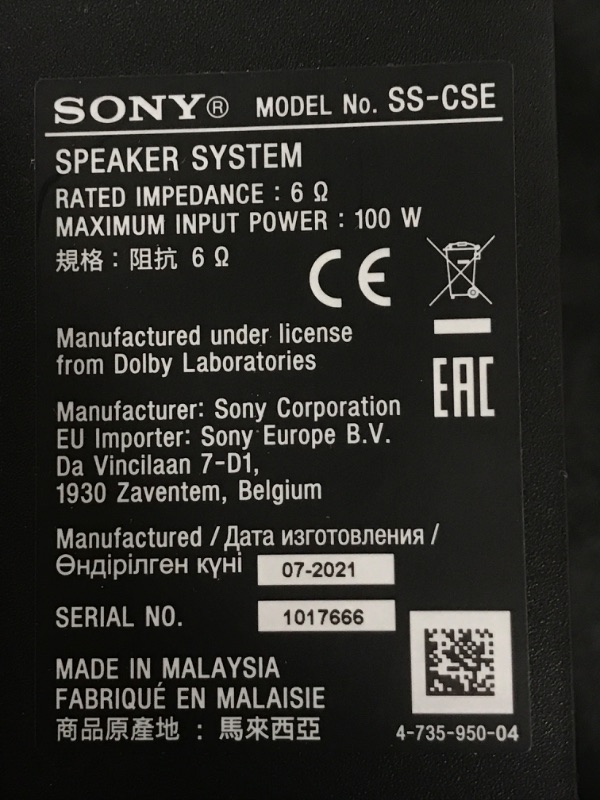 SONY® MODEL No. SS-CSE
SPEAKER SYSTEM
RATED IMPEDANCE : 6 Ω
MAXIMUM INPUT POWER : 100 W
規格 : 阻抗 6 Ω
CE
Manufactured under license
from Dolby Laboratories
EAC
Manufacturer: Sony Corporation
EU Importer: Sony Europe B.V.
Da Vincilaan 7-D1,
1930 Zaventem, Belgium
Manufactured / Дата изготовления /
Өндірілген күні 07-2021
SERIAL NO. 1017666
MADE IN MALAYSIA
FABRIQUÉ EN MALAISIE
商品原產地 : 馬來西亞
4-735-950-04